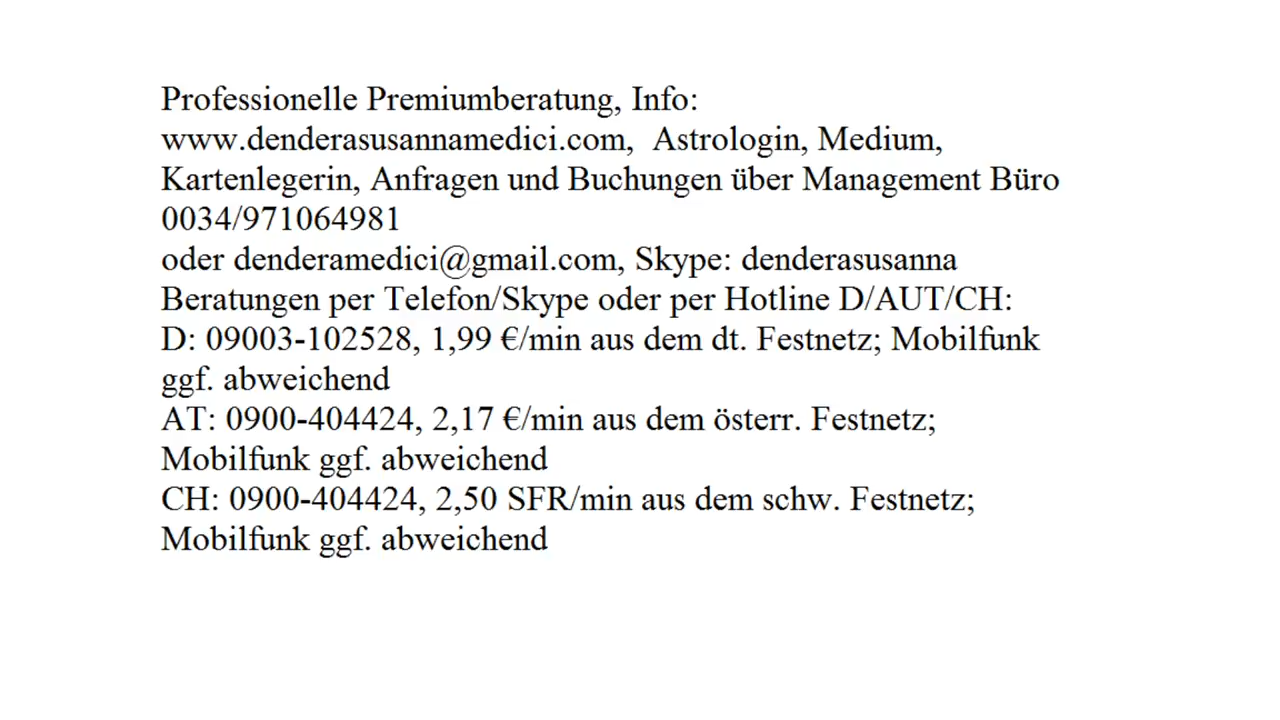 Professionelle Premiumberatung, Info:
www.denderasusannamedici.com,  Astrologin, Medium,
Kartenlegerin, Anfragen und Buchungen über Management Büro
0034/971064981
oder denderamedici@gmail.com, Skype: denderasusanna
Beratungen per Telefon/Skype oder per Hotline D/AUT/CH:
D: 09003-102528, 1,99 €/min aus dem dt. Festnetz; Mobilfunk
ggf. abweichend
AT: 0900-404424, 2,17 €/min aus dem österr. Festnetz;
Mobilfunk ggf. abweichend
CH: 0900-404424, 2,50 SFR/min aus dem schw. Festnetz;
Mobilfunk ggf. abweichend